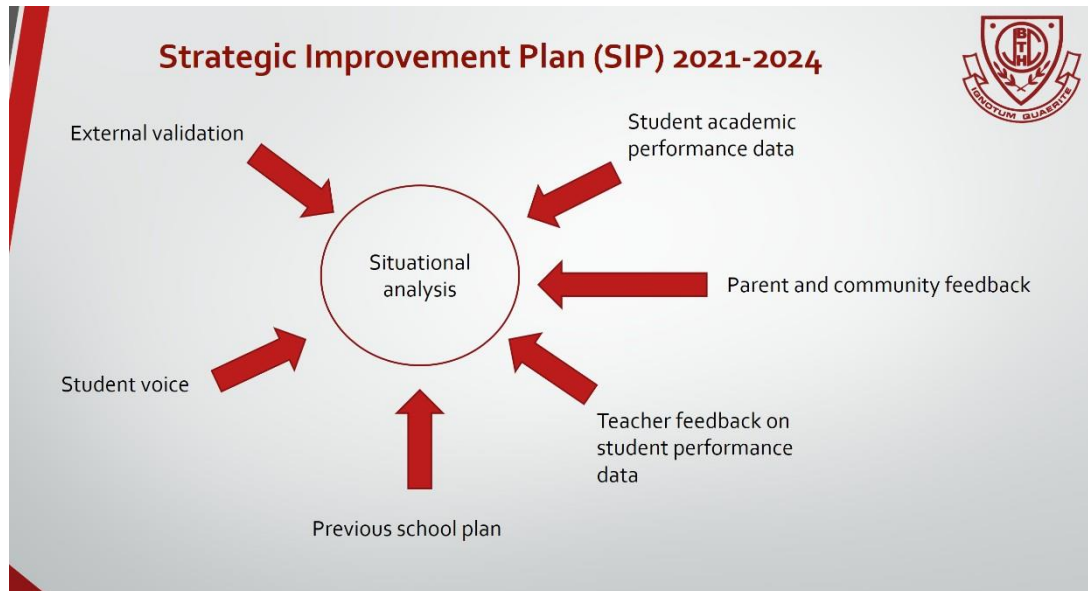 Strategic Improvement Plan (SIP) 2021-2024
B
T H
IGNOTUM QUAERITE
External validation
Student academic
performance data
Situational
analysis
Parent and community feedback
Student voice
Teacher feedback on
student performance
data
Previous school plan